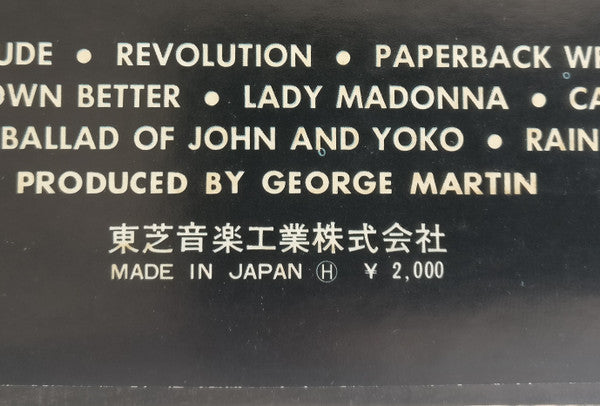 UDE • REVOLUTION • PAPERBACK WE
OWN BETTER • LADY MADONNA • CA
BALLAD OF JOHN AND YOKO • RAIN
PRODUCED BY GEORGE MARTIN
東芝音楽工業株式会社
MADE IN JAPAN Ⓗ ¥ 2,000